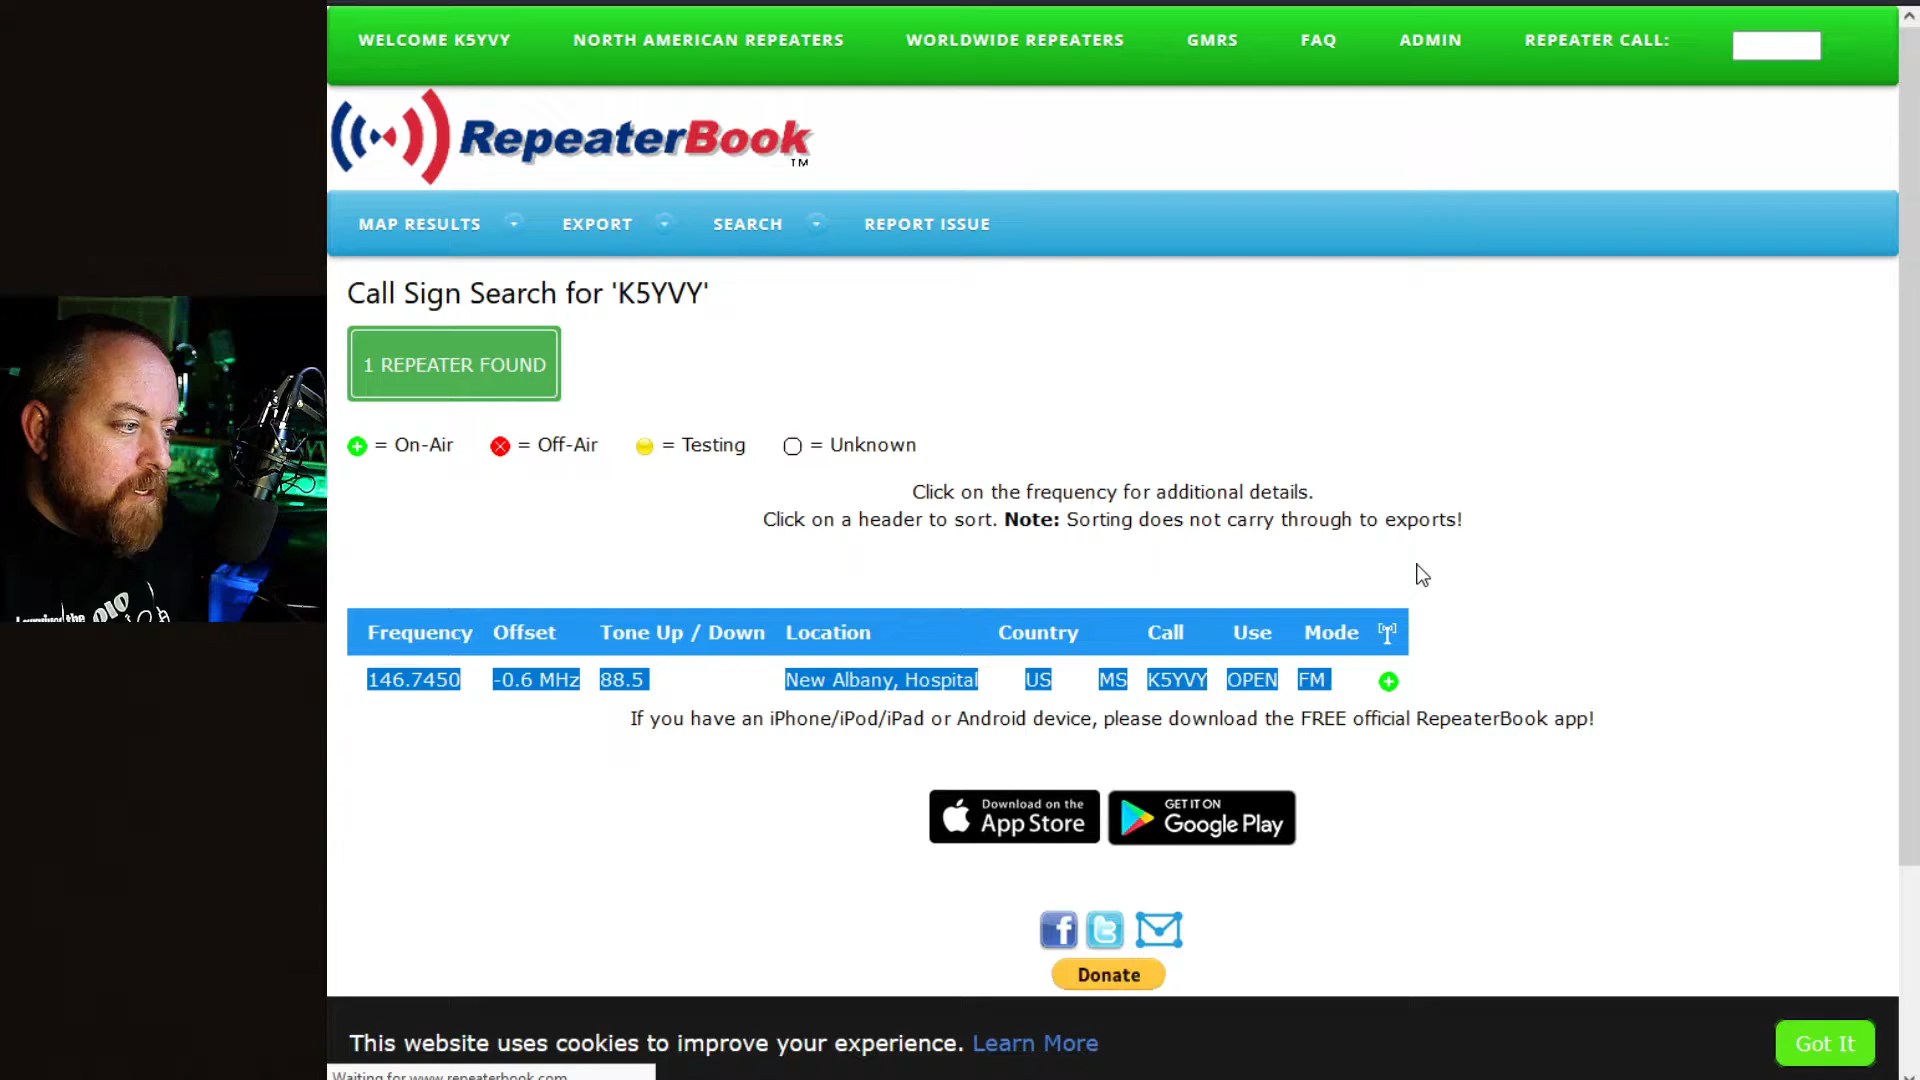 WELCOME K5YVY NORTH AMERICAN REPEATERS WORLDWIDE REPEATERS GMRS FAQ ADMIN REPEATER CALL:
RepeaterBook
TM
MAP RESULTS EXPORT SEARCH REPORT ISSUE
Call Sign Search for 'K5YVY'
1 REPEATER FOUND
= On-Air = Off-Air = Testing = Unknown
Click on the frequency for additional details.
Click on a header to sort. Note: Sorting does not carry through to exports!
Frequency Offset Tone Up / Down Location Country Call Use Mode
146.7450 -0.6 MHz 88.5 New Albany, Hospital US MS K5YVY OPEN FM
If you have an iPhone/iPod/iPad or Android device, please download the FREE official RepeaterBook app!
Download on the App Store
GET IT ON Google Play
Donate
This website uses cookies to improve your experience. Learn More
Got It
Waiting for www.repeaterbook.com